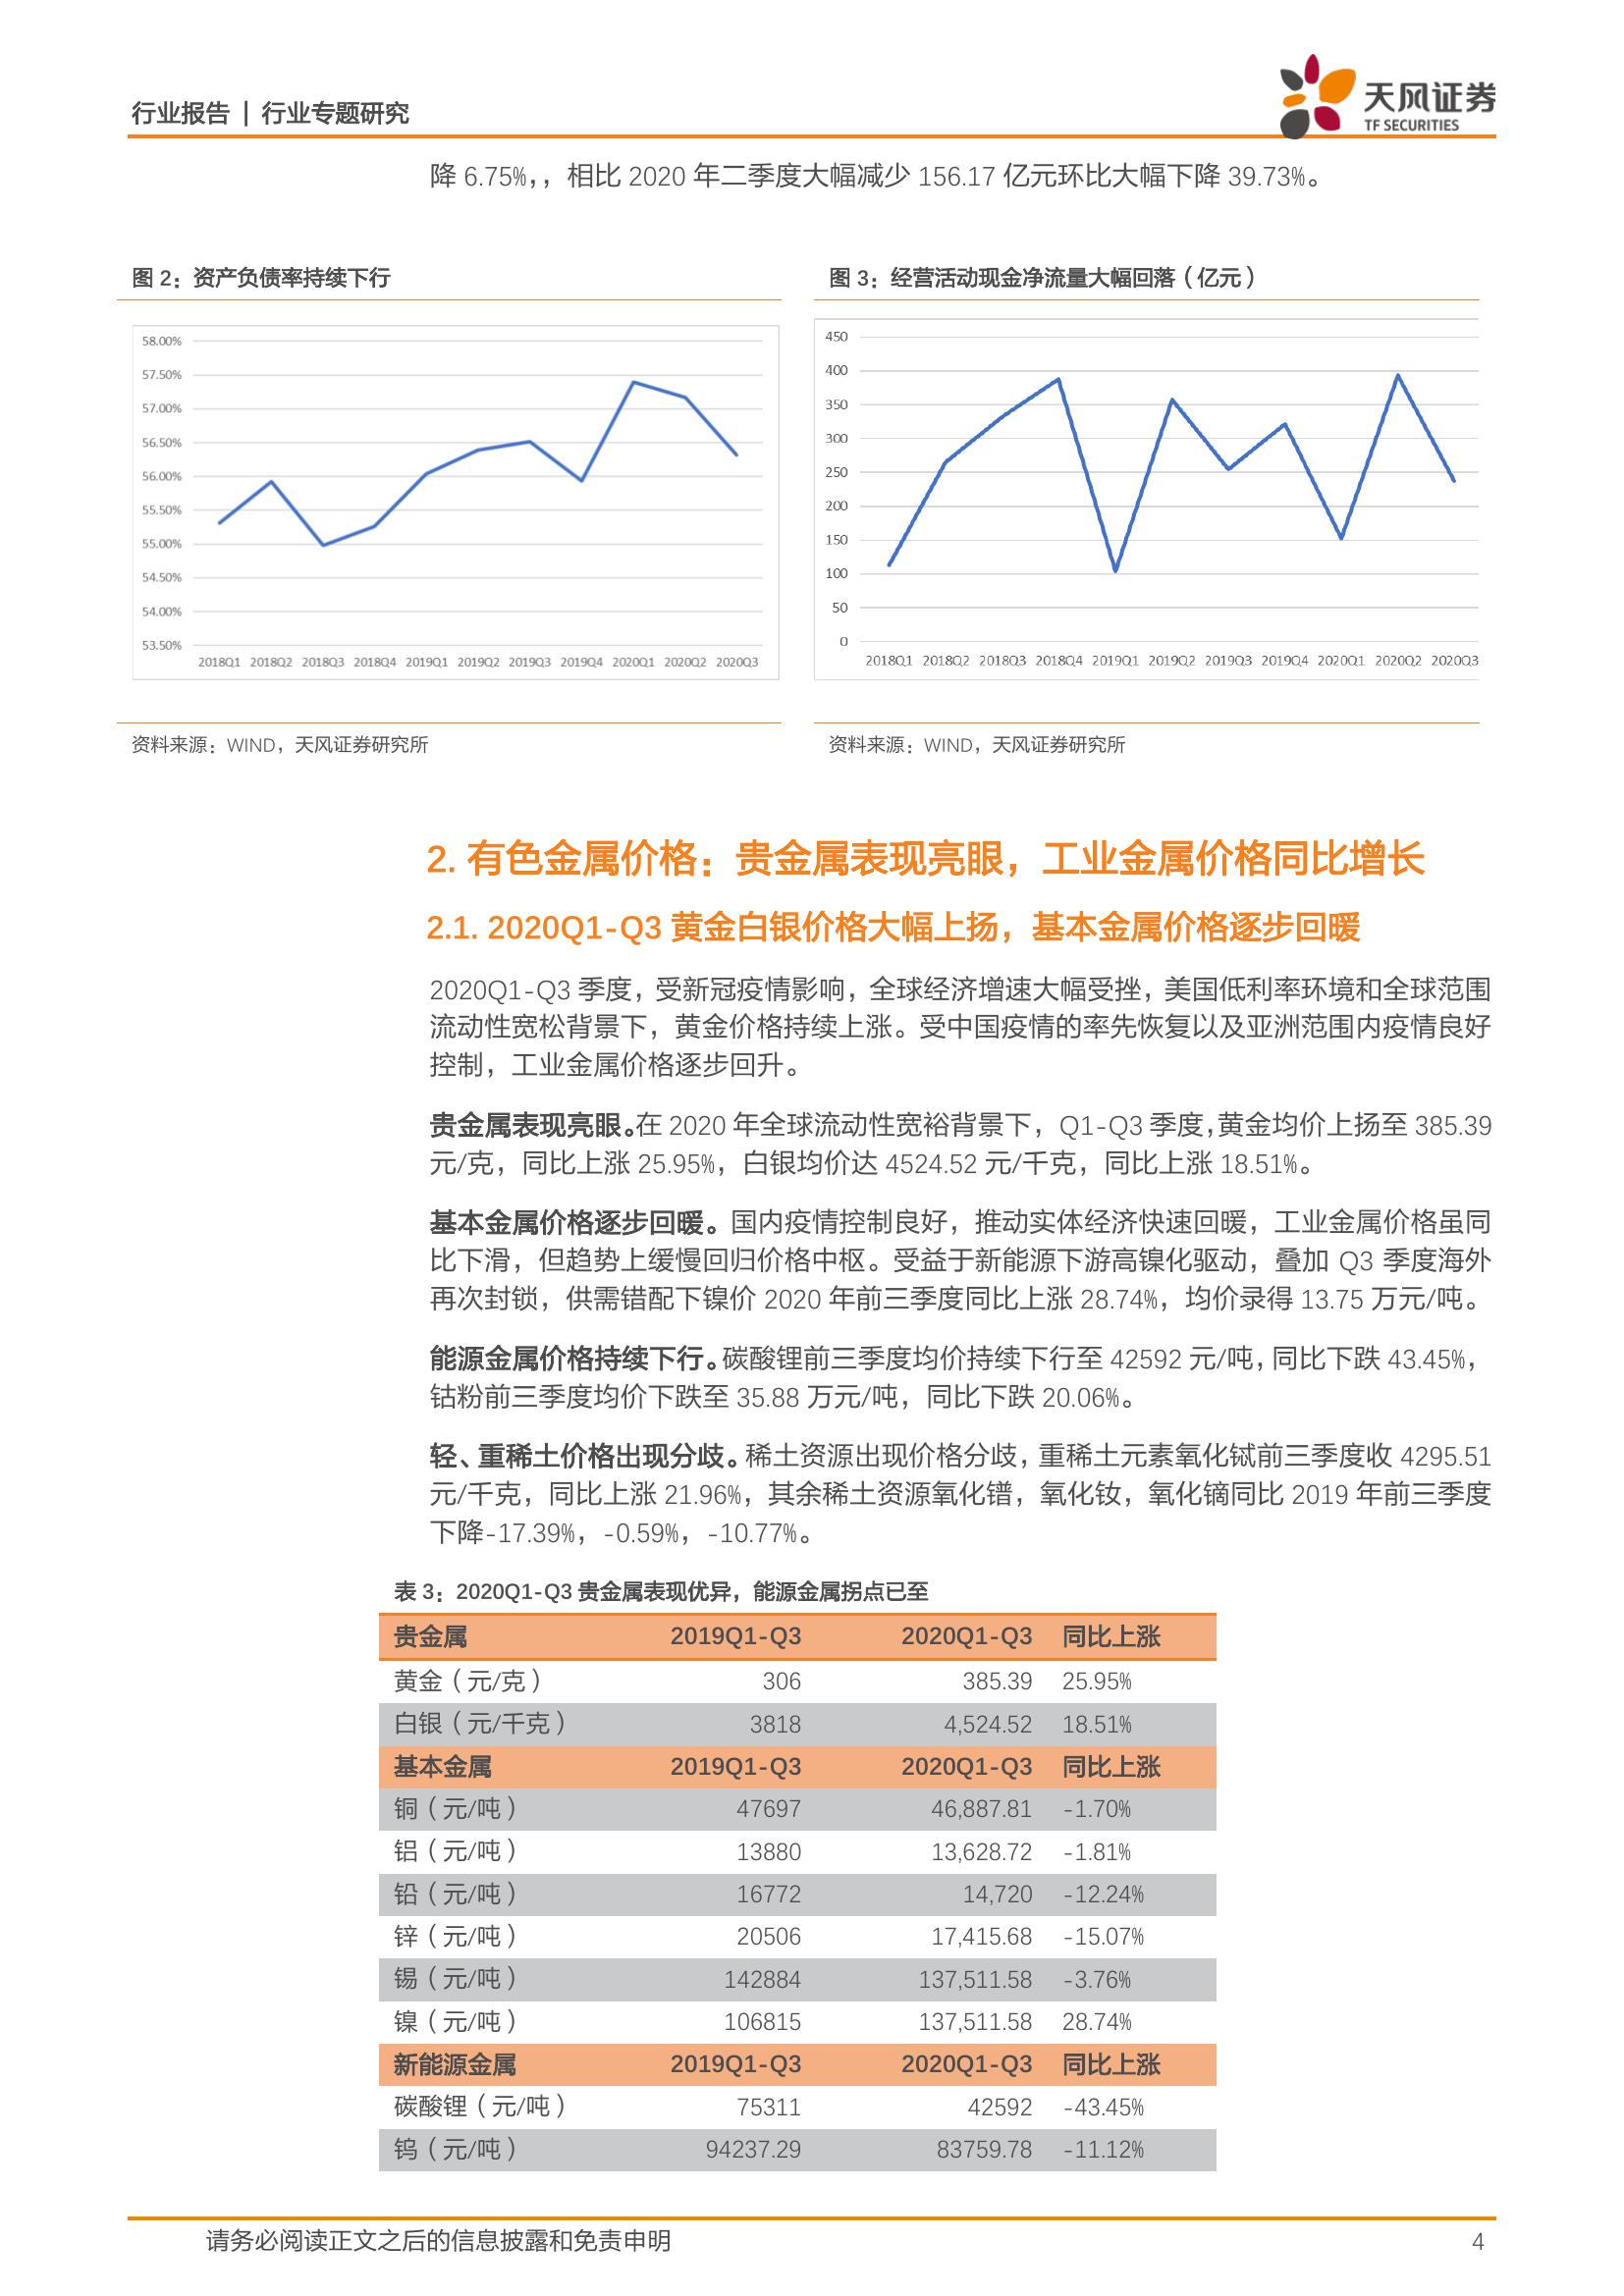 行业报告 | 行业专题研究
天风证券
TF SECURITIES
降 6.75%，，相比 2020 年二季度大幅减少 156.17 亿元环比大幅下降 39.73%。
图 2：资产负债率持续下行
58.00%
57.50%
57.00%
56.50%
56.00%
55.50%
55.00%
54.50%
54.00%
53.50%
2018Q1 2018Q2 2018Q3 2018Q4 2019Q1 2019Q2 2019Q3 2019Q4 2020Q1 2020Q2 2020Q3
资料来源：WIND，天风证券研究所
图 3：经营活动现金净流量大幅回落（亿元）
450
400
350
300
250
200
150
100
50
0
2018Q1 2018Q2 2018Q3 2018Q4 2019Q1 2019Q2 2019Q3 2019Q4 2020Q1 2020Q2 2020Q3
资料来源：WIND，天风证券研究所
2. 有色金属价格：贵金属表现亮眼，工业金属价格同比增长
2.1. 2020Q1-Q3 黄金白银价格大幅上扬，基本金属价格逐步回暖
2020Q1-Q3 季度，受新冠疫情影响，全球经济增速大幅受挫，美国低利率环境和全球范围
流动性宽松背景下，黄金价格持续上涨。受中国疫情的率先恢复以及亚洲范围内疫情良好
控制，工业金属价格逐步回升。
贵金属表现亮眼。在 2020 年全球流动性宽裕背景下，Q1-Q3 季度，黄金均价上扬至 385.39
元/克，同比上涨 25.95%，白银均价达 4524.52 元/千克，同比上涨 18.51%。
基本金属价格逐步回暖。国内疫情控制良好，推动实体经济快速回暖，工业金属价格虽同
比下滑，但趋势上缓慢回归价格中枢。受益于新能源下游高镍化驱动，叠加 Q3 季度海外
再次封锁，供需错配下镍价 2020 年前三季度同比上涨 28.74%，均价录得 13.75 万元/吨。
能源金属价格持续下行。碳酸锂前三季度均价持续下行至 42592 元/吨，同比下跌 43.45%，
钴粉前三季度均价下跌至 35.88 万元/吨，同比下跌 20.06%。
轻、重稀土价格出现分歧。稀土资源出现价格分歧，重稀土元素氧化铽前三季度收 4295.51
元/千克，同比上涨 21.96%，其余稀土资源氧化镨，氧化钕，氧化镝同比 2019 年前三季度
下降-17.39%，-0.59%，-10.77%。
表 3：2020Q1-Q3 贵金属表现优异，能源金属拐点已至
贵金属 2019Q1-Q3 2020Q1-Q3 同比上涨
黄金（元/克） 306 385.39 25.95%
白银（元/千克） 3818 4,524.52 18.51%
基本金属 2019Q1-Q3 2020Q1-Q3 同比上涨
铜（元/吨） 47697 46,887.81 -1.70%
铝（元/吨） 13880 13,628.72 -1.81%
铅（元/吨） 16772 14,720 -12.24%
锌（元/吨） 20506 17,415.68 -15.07%
锡（元/吨） 142884 137,511.58 -3.76%
镍（元/吨） 106815 137,511.58 28.74%
新能源金属 2019Q1-Q3 2020Q1-Q3 同比上涨
碳酸锂（元/吨） 75311 42592 -43.45%
钨（元/吨） 94237.29 83759.78 -11.12%
请务必阅读正文之后的信息披露和免责申明 4